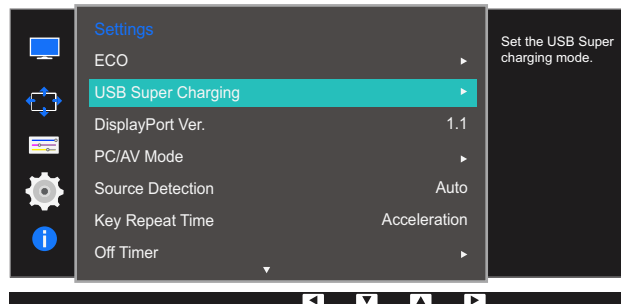 Settings
ECO
USB Super Charging
DisplayPort Ver. 1.1
PC/AV Mode
Source Detection Auto
Key Repeat Time Acceleration
Off Timer
Set the USB Super
charging mode.